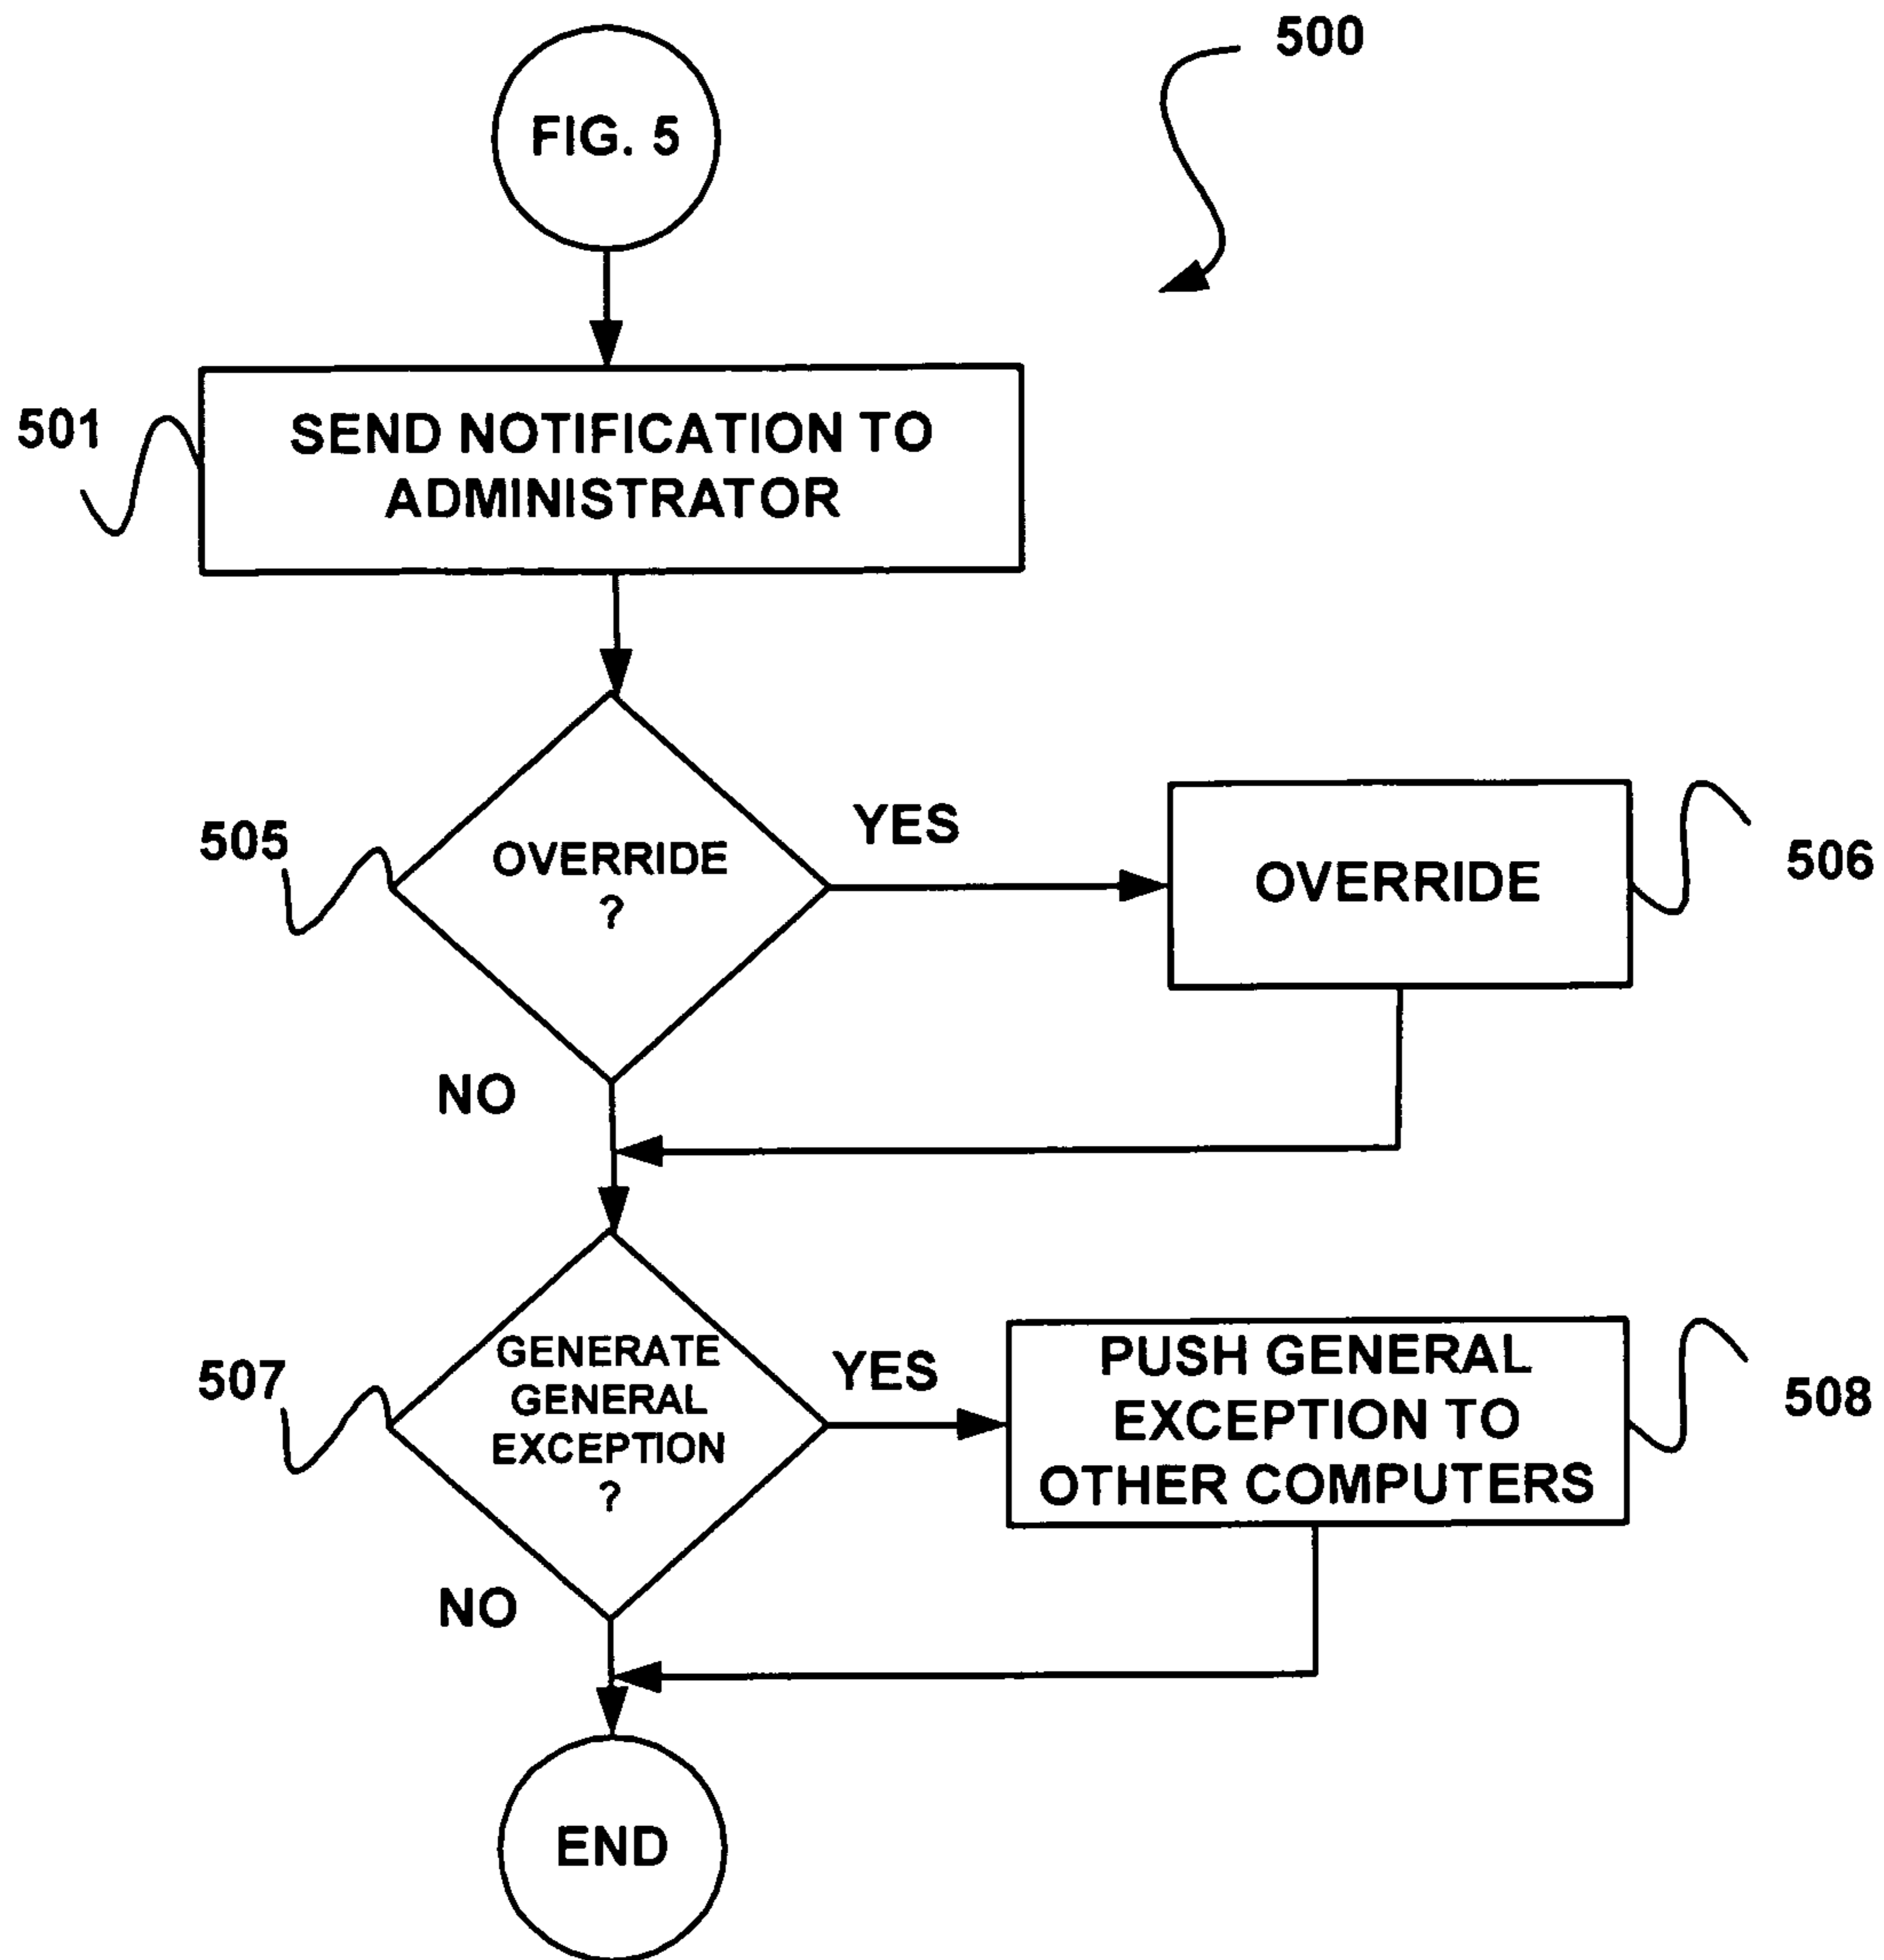 500
FIG. 5
501
SEND NOTIFICATION TO
ADMINISTRATOR
505
OVERRIDE
?
YES
OVERRIDE
506
NO
507
GENERATE
GENERAL
EXCEPTION
?
YES
PUSH GENERAL
EXCEPTION TO
OTHER COMPUTERS
508
NO
END